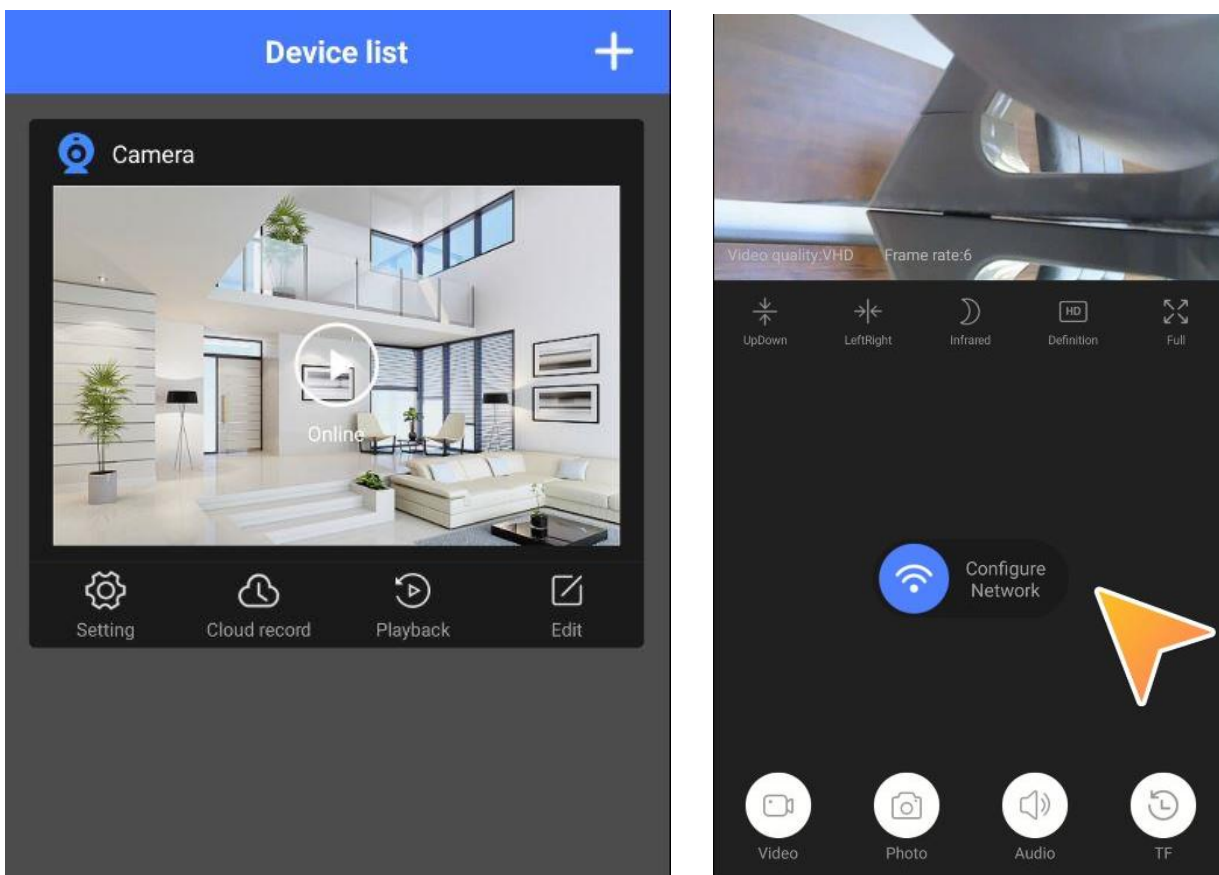 Device list
Camera
Online
Setting
Cloud record
Playback
Edit
Video quality:VHD Frame rate:6
UpDown
LeftRight
Infrared
HD
Definition
Full
Configure
Network
Video
Photo
Audio
TF